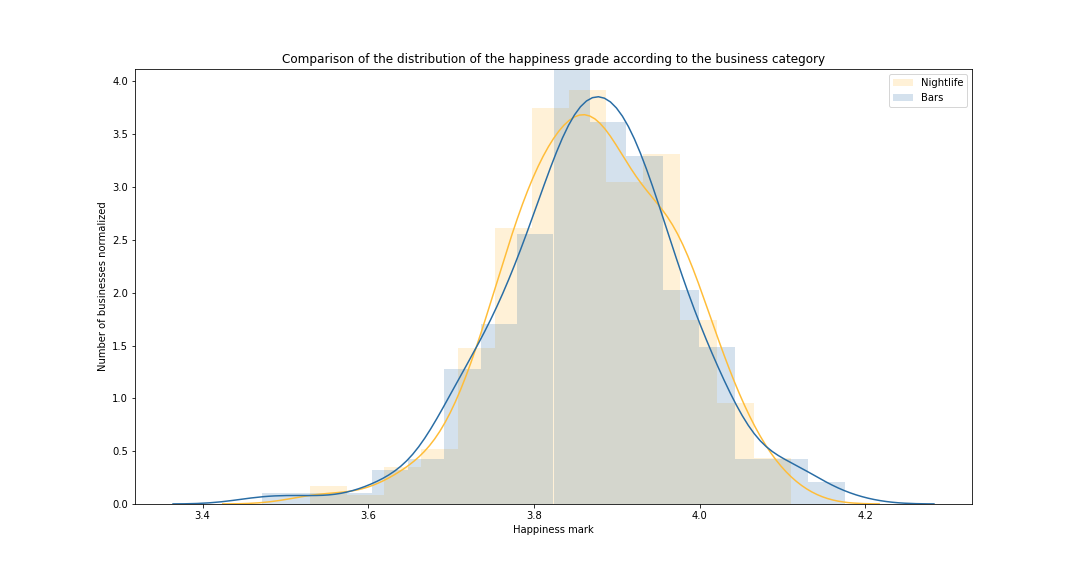 Comparison of the distribution of the happiness grade according to the business category
Nightlife
Bars
4.0
3.5
3.0
2.5
2.0
1.5
1.0
0.5
0.0
Number of businesses normalized
3.4 3.6 3.8 4.0 4.2
Happiness mark